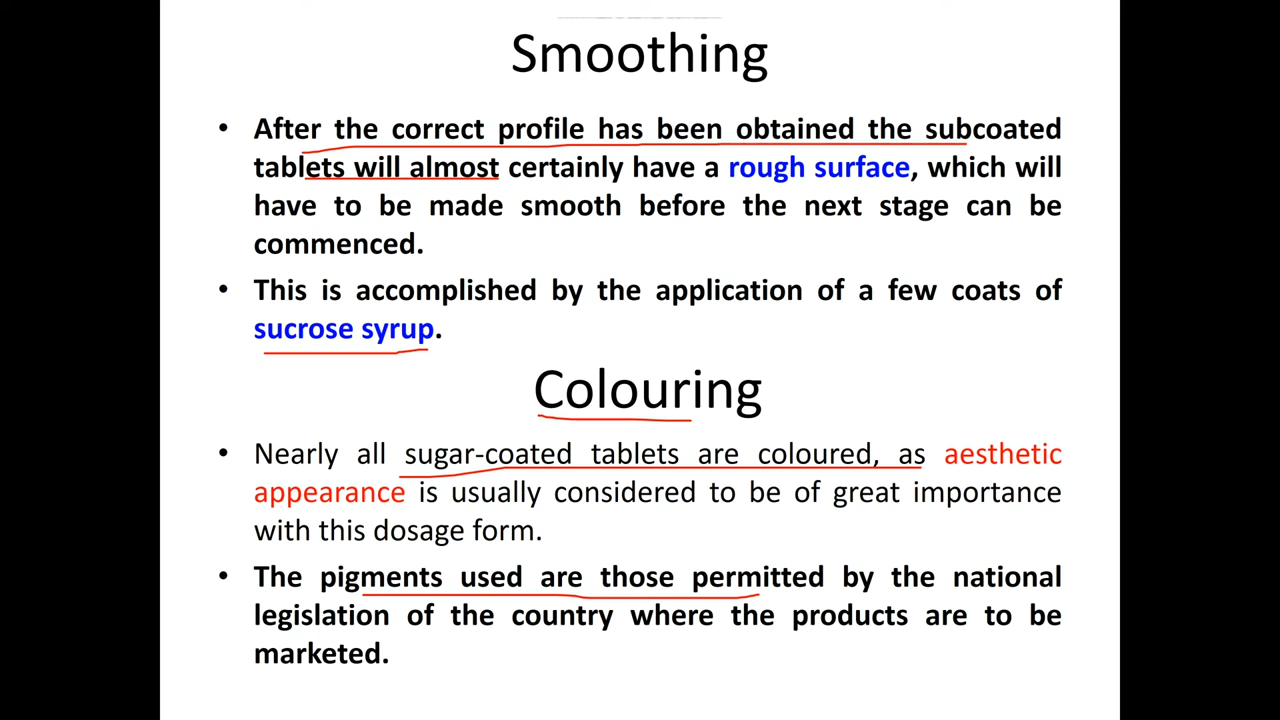 Smoothing
• After the correct profile has been obtained the subcoated
tablets will almost certainly have a rough surface, which will
have to be made smooth before the next stage can be
commenced.
• This is accomplished by the application of a few coats of
sucrose syrup.
Colouring
• Nearly all sugar-coated tablets are coloured, as aesthetic
appearance is usually considered to be of great importance
with this dosage form.
• The pigments used are those permitted by the national
legislation of the country where the products are to be
marketed.